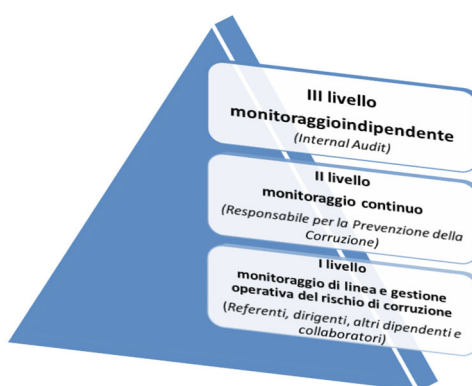 III livello
monitoraggioindipendente
(Internal Audit)
II livello
monitoraggio continuo
(Responsabile per la Prevenzione della
Corruzione)
I livello
monitoraggio di linea e gestione
operativa del rischio di corruzione
(Referenti, dirigenti, altri dipendenti e
collaboratori)